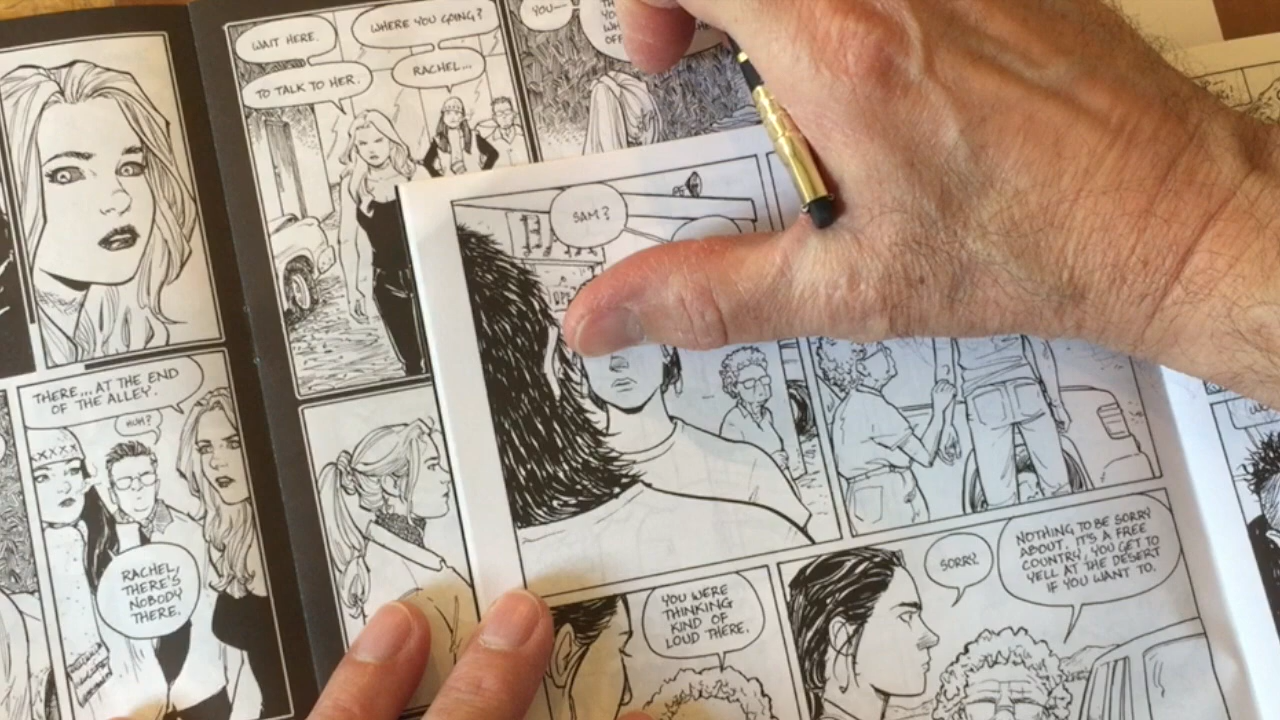 WAIT HERE.
WHERE YOU GOING?
TO TALK TO HER.
RACHEL...
YOU—
THERE...AT THE END
OF THE ALLEY.
HUH?
XXXX
RACHEL,
THERE'S
NOBODY
THERE.
SAM?
YOU WERE
THINKING
KIND OF
LOUD THERE.
SORRY.
NOTHING TO BE SORRY
ABOUT. IT'S A FREE
COUNTRY, YOU GET TO
YELL AT THE DESERT
IF YOU WANT TO.